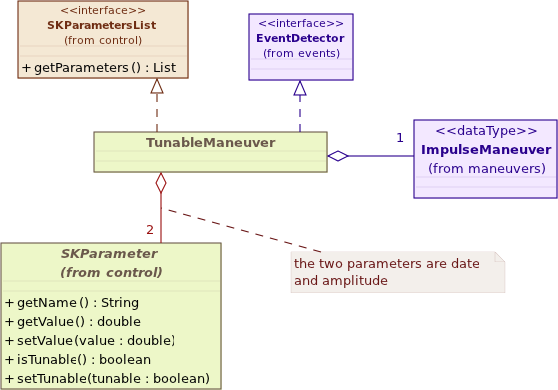 <<interface>>
SKParametersList
(from control)
+ getParameters () : List
<<interface>>
EventDetector
(from events)
TunableManeuver
1
<<dataType>>
ImpulseManeuver
(from maneuvers)
2
SKParameter
(from control)
+ getName () : String
+ getValue () : double
+ setValue (value : double)
+ isTunable() : boolean
+ setTunable(tunable : boolean)
the two parameters are date
and amplitude